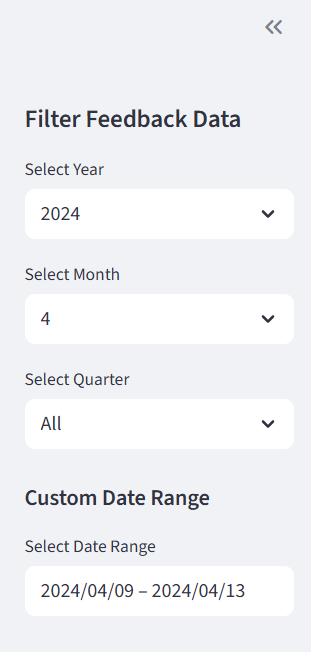 Filter Feedback Data
Select Year
2024
Select Month
4
Select Quarter
All
Custom Date Range
Select Date Range
2024/04/09 – 2024/04/13